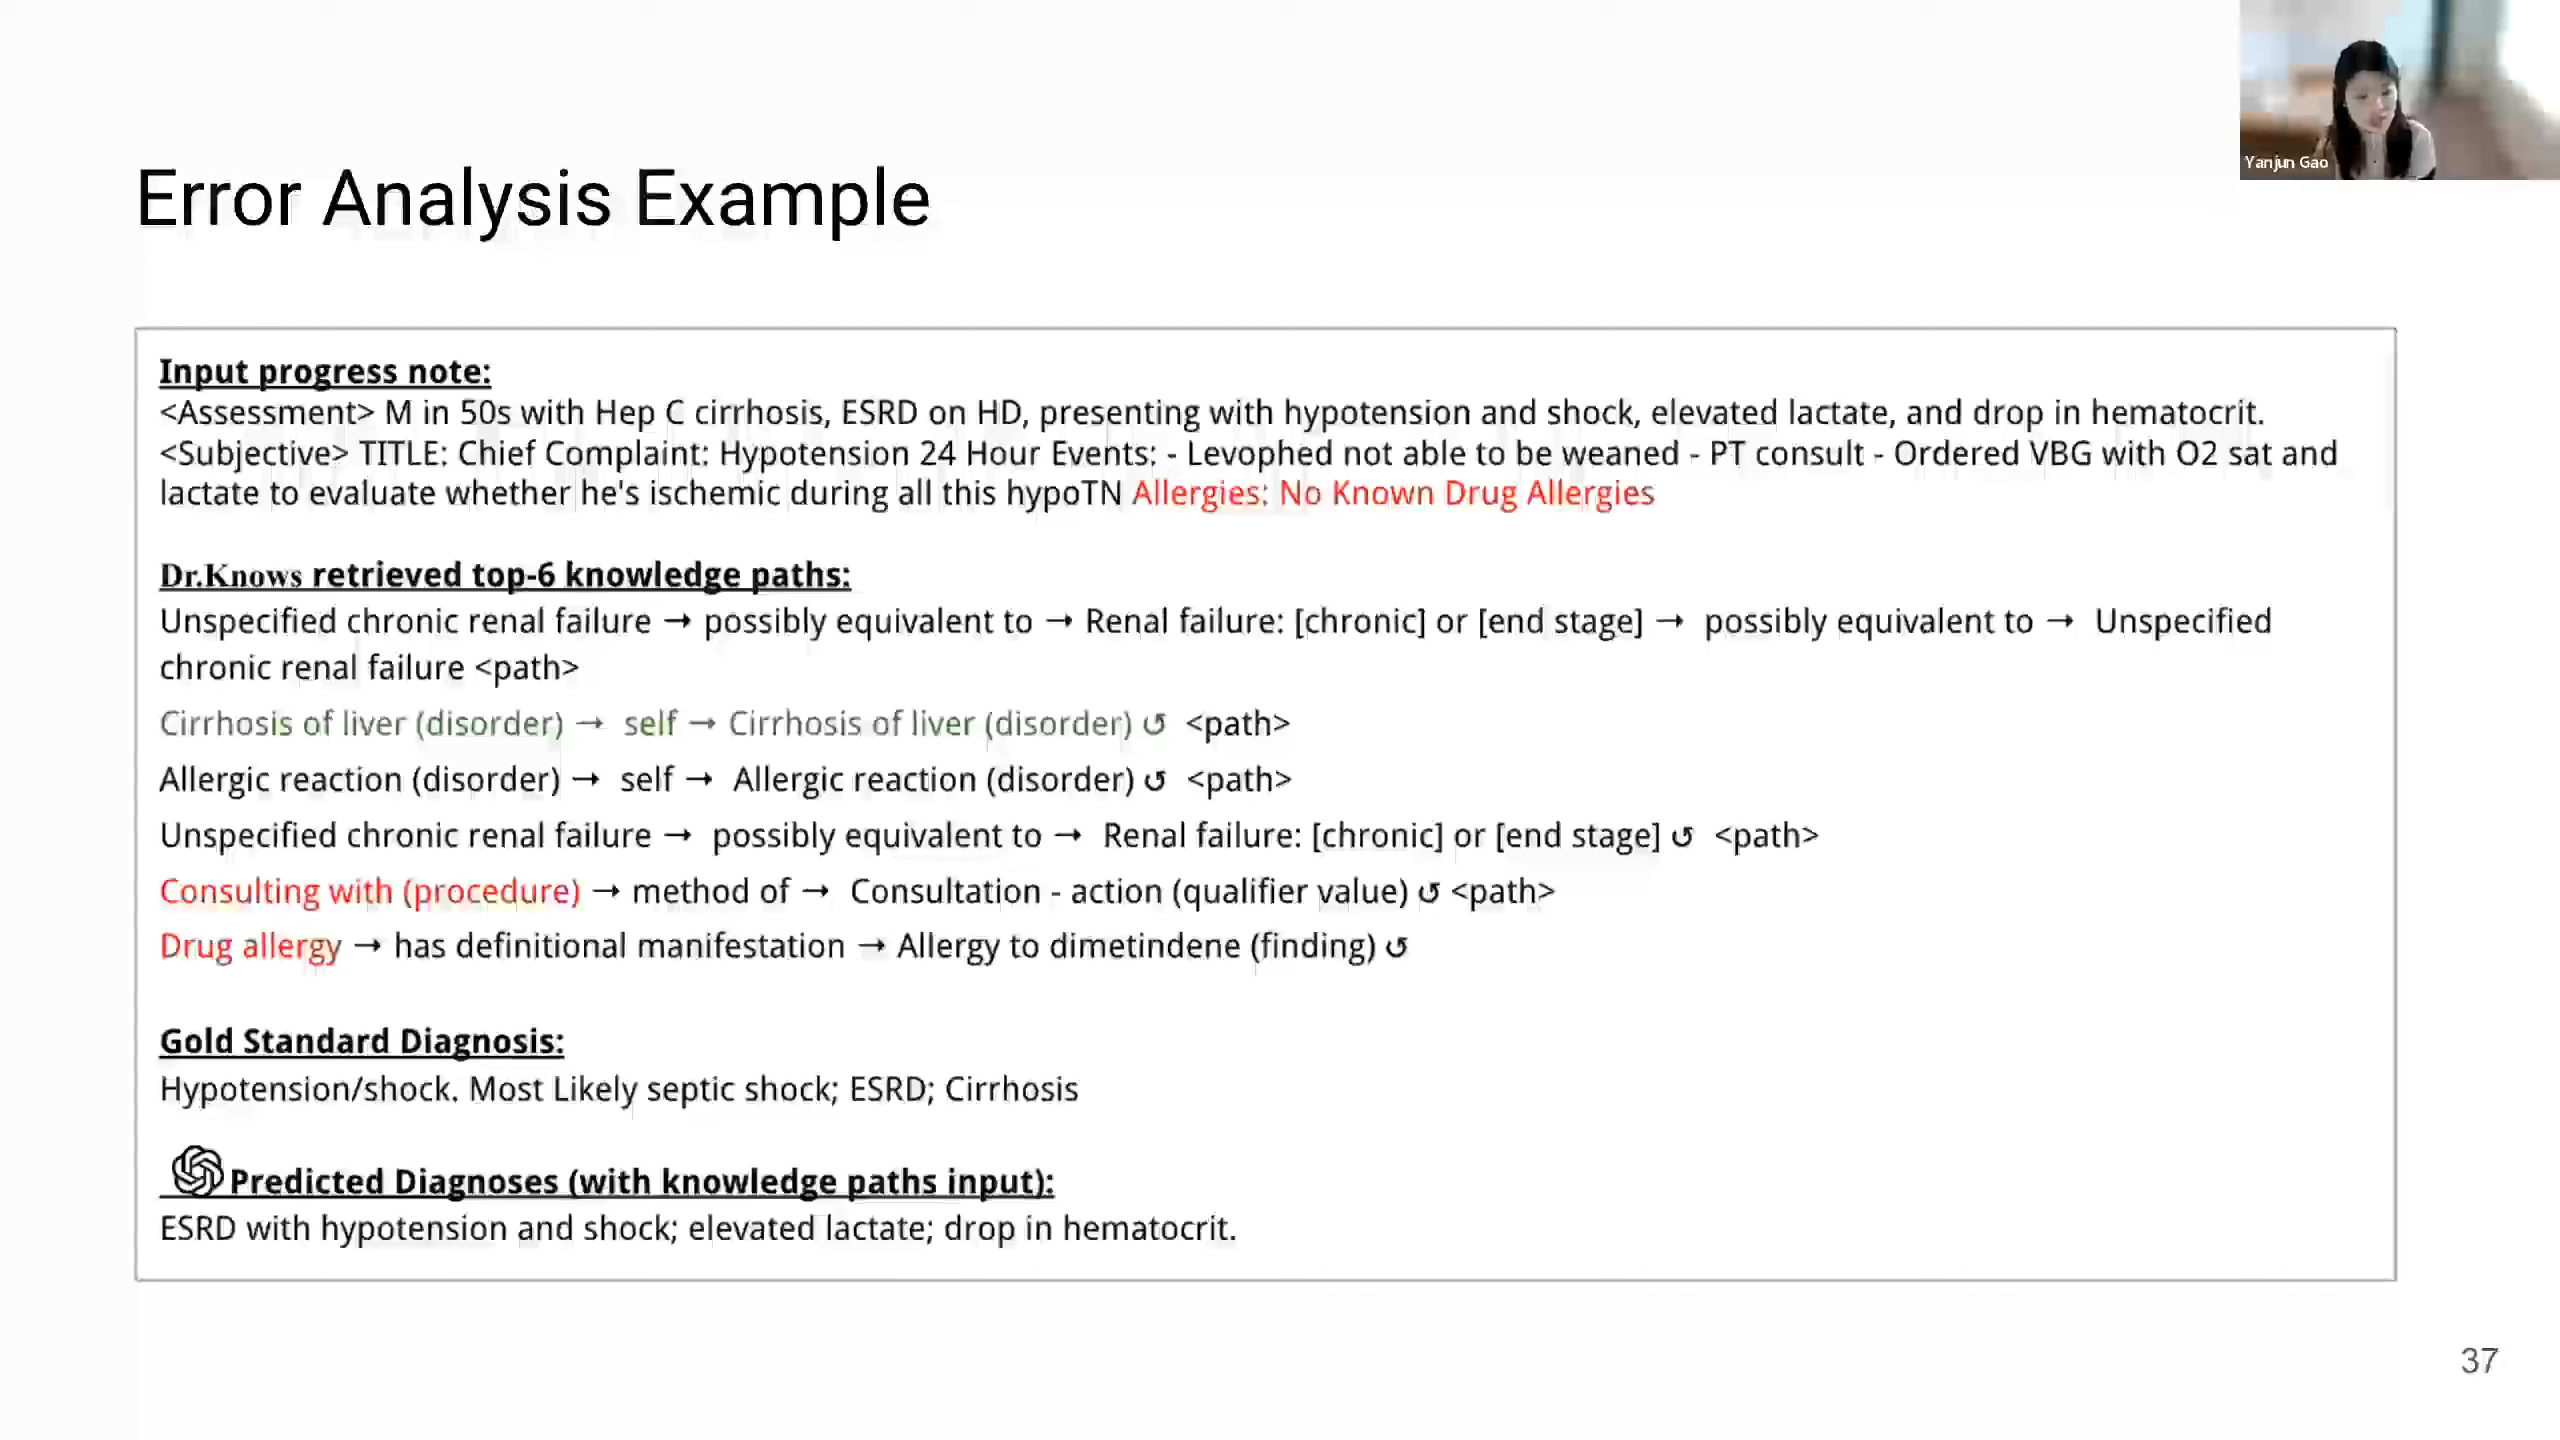 Yanjun Gao
Error Analysis Example
Input progress note:
<Assessment> M in 50s with Hep C cirrhosis, ESRD on HD, presenting with hypotension and shock, elevated lactate, and drop in hematocrit.
<Subjective> TITLE: Chief Complaint: Hypotension 24 Hour Events: - Levophed not able to be weaned - PT consult - Ordered VBG with O2 sat and
lactate to evaluate whether he's ischemic during all this hypoTN Allergies: No Known Drug Allergies
Dr.Knows retrieved top-6 knowledge paths:
Unspecified chronic renal failure → possibly equivalent to → Renal failure: [chronic] or [end stage] → possibly equivalent to → Unspecified
chronic renal failure <path>
Cirrhosis of liver (disorder) → self → Cirrhosis of liver (disorder) ↺ <path>
Allergic reaction (disorder) → self → Allergic reaction (disorder) ↺ <path>
Unspecified chronic renal failure → possibly equivalent to → Renal failure: [chronic] or [end stage] ↺ <path>
Consulting with (procedure) → method of → Consultation - action (qualifier value) ↺ <path>
Drug allergy → has definitional manifestation → Allergy to dimetindene (finding) ↺
Gold Standard Diagnosis:
Hypotension/shock. Most Likely septic shock; ESRD; Cirrhosis
Predicted Diagnoses (with knowledge paths input):
ESRD with hypotension and shock; elevated lactate; drop in hematocrit.
37